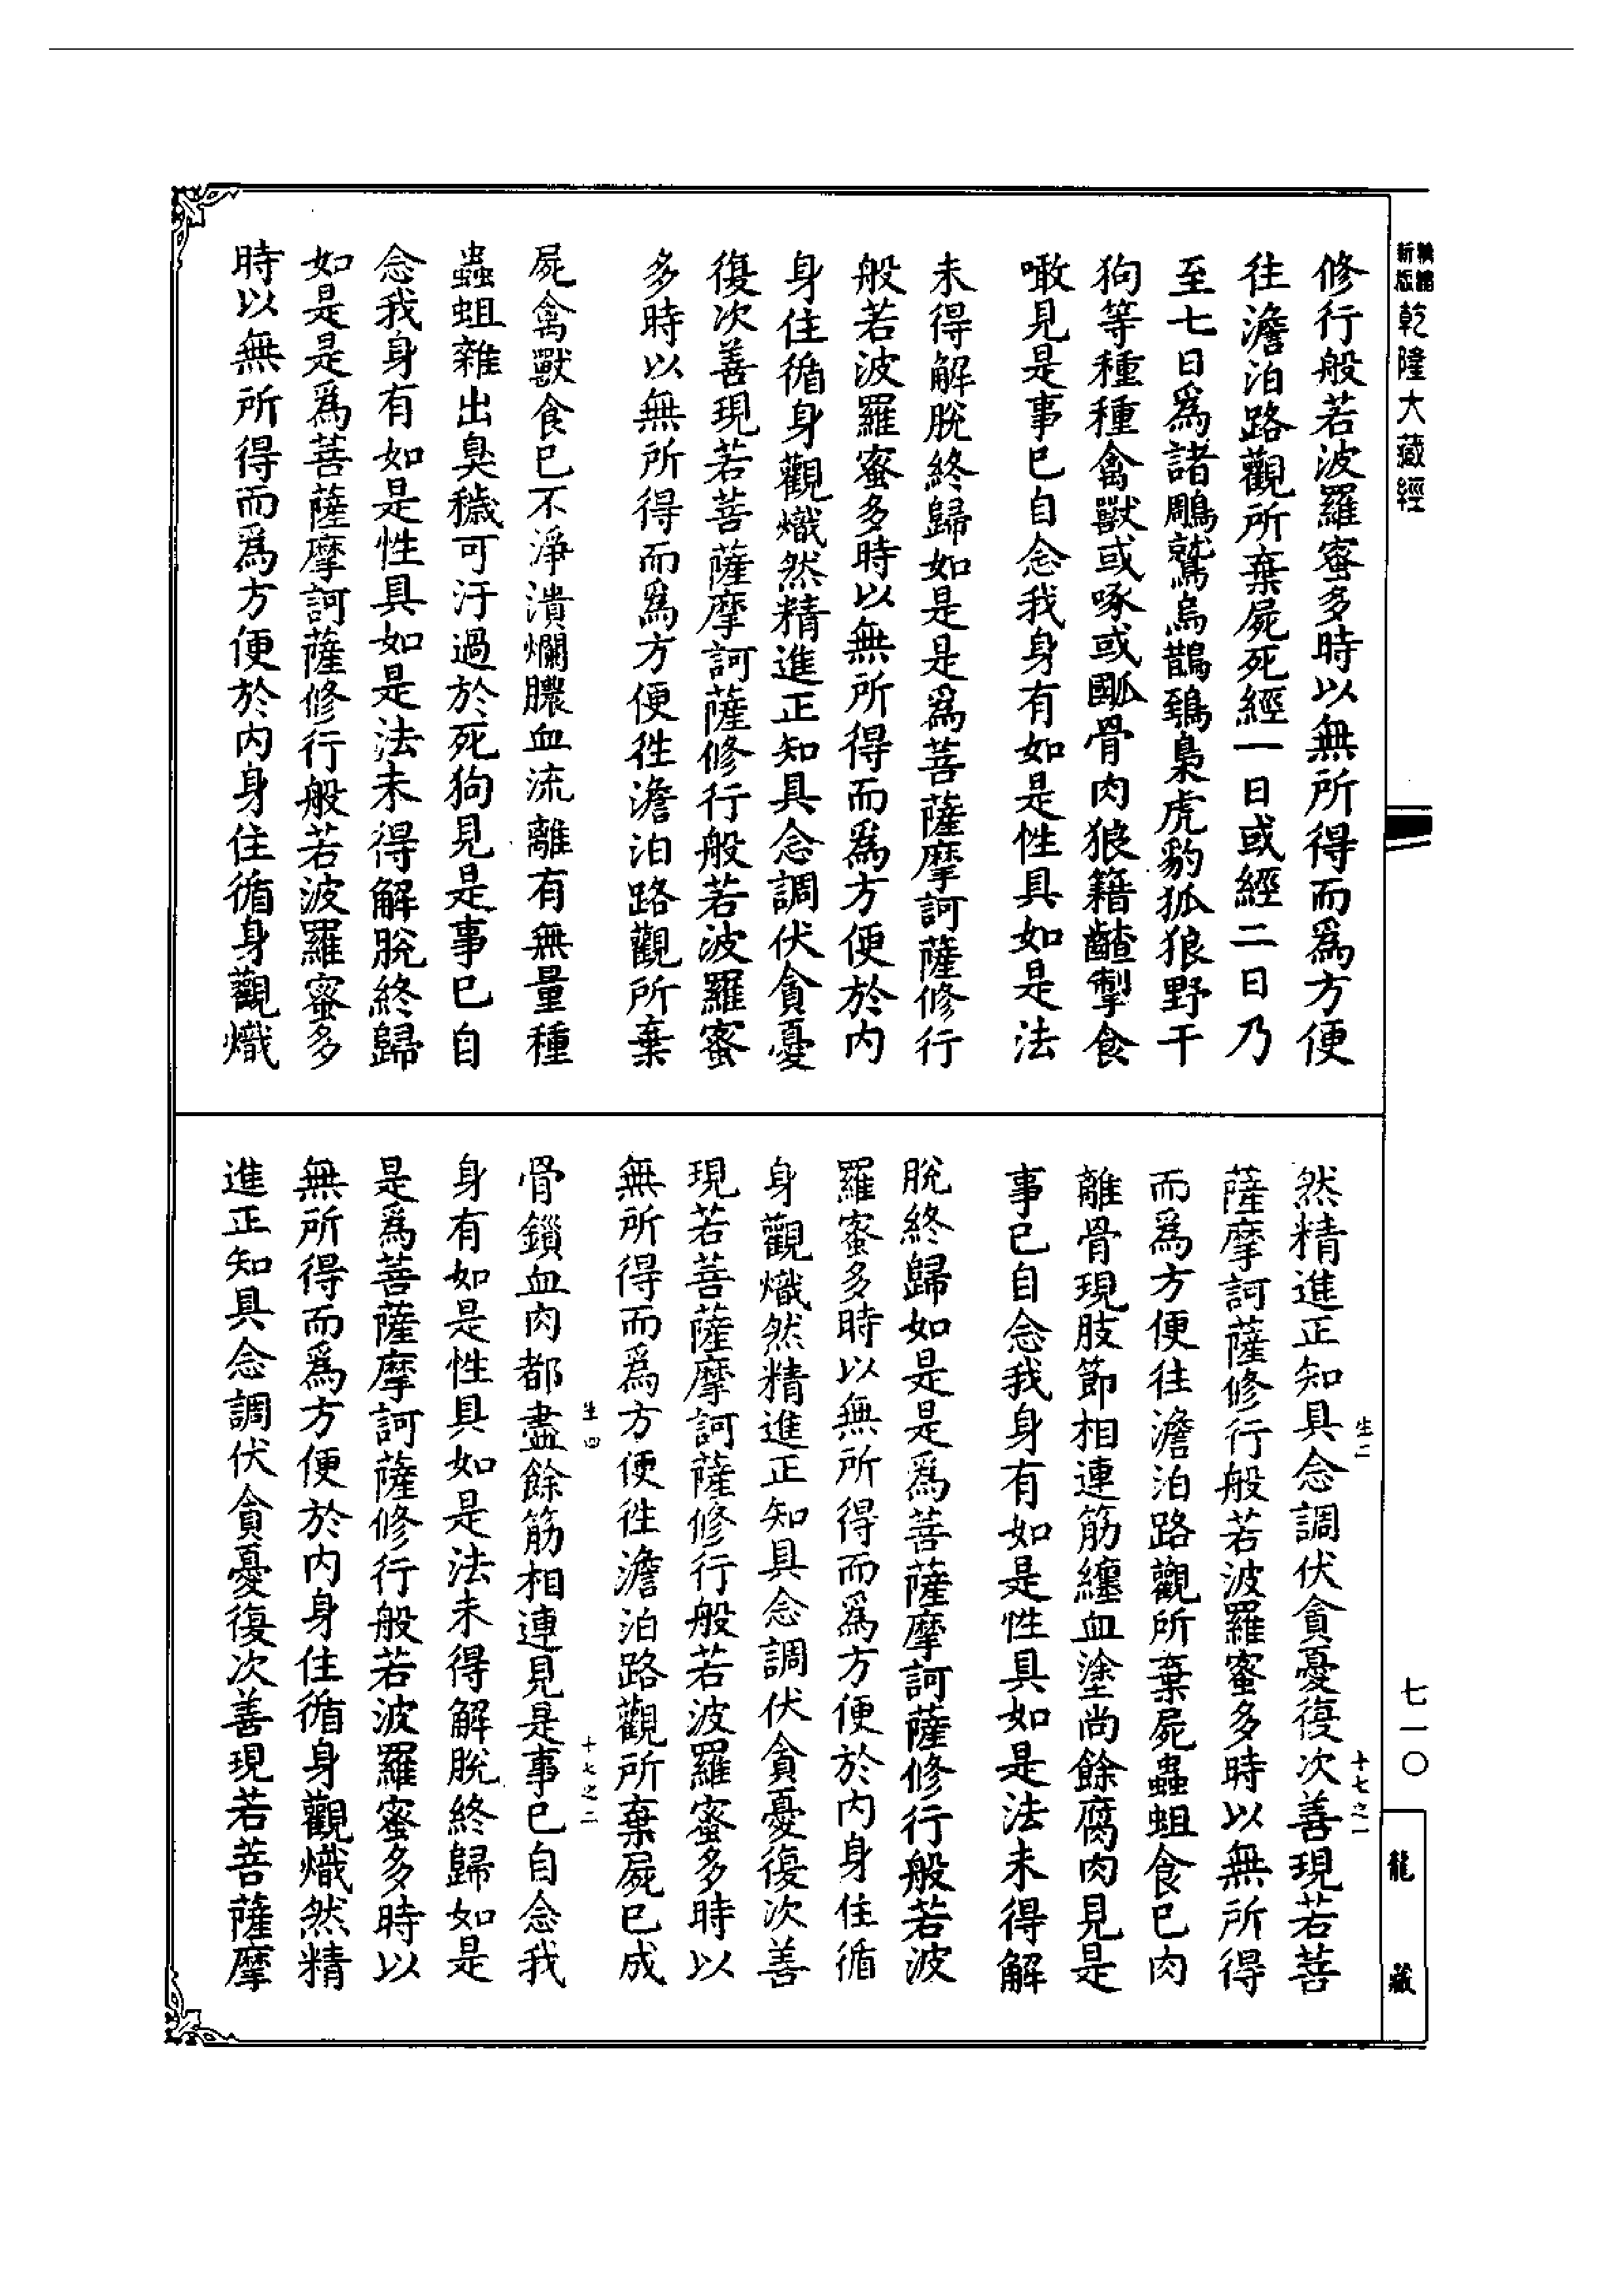 乾隆大藏經
修行般若波羅蜜多時以無所得而爲方便
往澹泊路觀所棄屍死經一日或經二日乃
至七日爲諸鵰鷲烏鵲鵄梟虎豹狐狼野干
狗等種種禽獸或啄或𤜴骨肉狼籍齰掣食
噉見是事已自念我身有如是性具如是法
未得解脫終歸如是是爲菩薩摩訶薩修行
般若波羅蜜多時以無所得而爲方便於內
身住循身觀熾然精進正知具念調伏貪憂
復次善現若菩薩摩訶薩修行般若波羅蜜
多時以無所得而爲方便徃澹泊路觀所棄
屍禽獸食已不淨潰爛膿血流離有無量種
蟲蛆雜出臭穢可汙過於死狗見是事已自
念我身有如是性具如是法未得解脫終歸
如是是爲菩薩摩訶薩修行般若波羅蜜多
時以無所得而爲方便於內身住循身觀熾
然精進正知具念調伏貪憂復次善現若菩
薩摩訶薩修行般若波羅蜜多時以無所得
而爲方便往澹泊路觀所棄屍蟲蛆食已肉
離骨現肢節相連筋纏血塗尚餘腐肉見是
事已自念我身有如是性具如是法未得解
脫終歸如是是爲菩薩摩訶薩修行般若波
羅蜜多時以無所得而爲方便於內身住循
身觀熾然精進正知具念調伏貪憂復次善
現若菩薩摩訶薩修行般若波羅蜜多時以
無所得而爲方便徃澹泊路觀所棄屍已成
骨鎖血肉都盡餘筋相連見是事已自念我
身有如是性具如是法未得解脫終歸如是
是爲菩薩摩訶薩修行般若波羅蜜多時以
無所得而爲方便於內身住循身觀熾然精
進正知具念調伏貪憂復次善現若菩薩摩
生二
十七之一
生四
十七之二
七一〇
龍藏